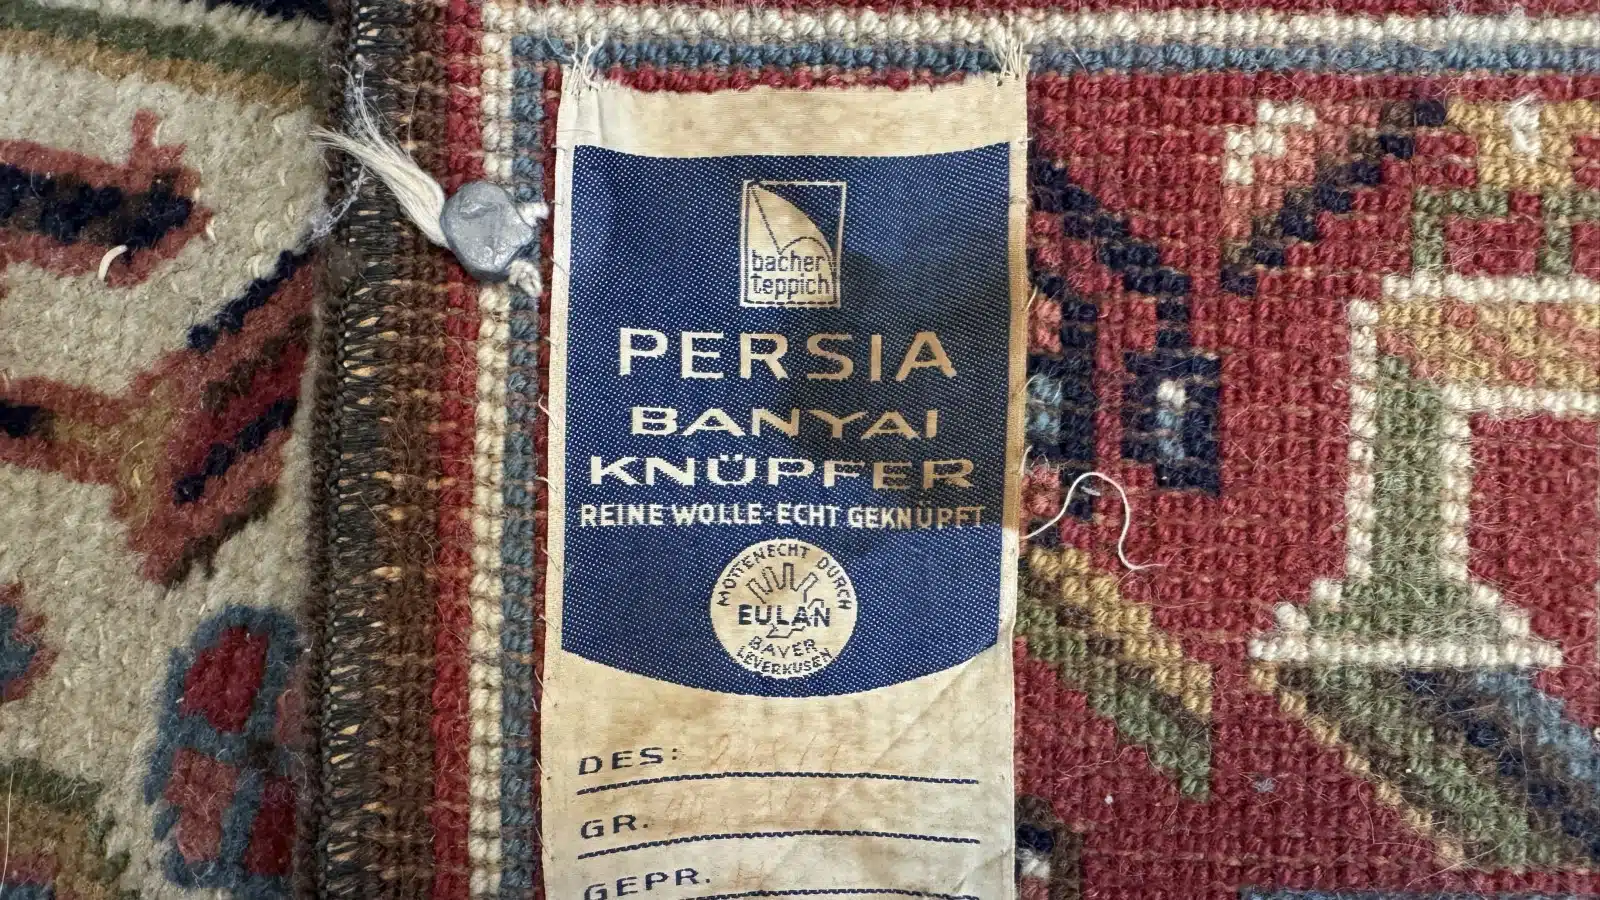 bacher
teppich
PERSIA
BANYAI
KNÜPFER
REINE WOLLE-ECHT GEKNÜPFT
MOTTENECHT DURCH
EULAN
BAYER
LEVERKUSEN
DES:
GR.
GEPR.